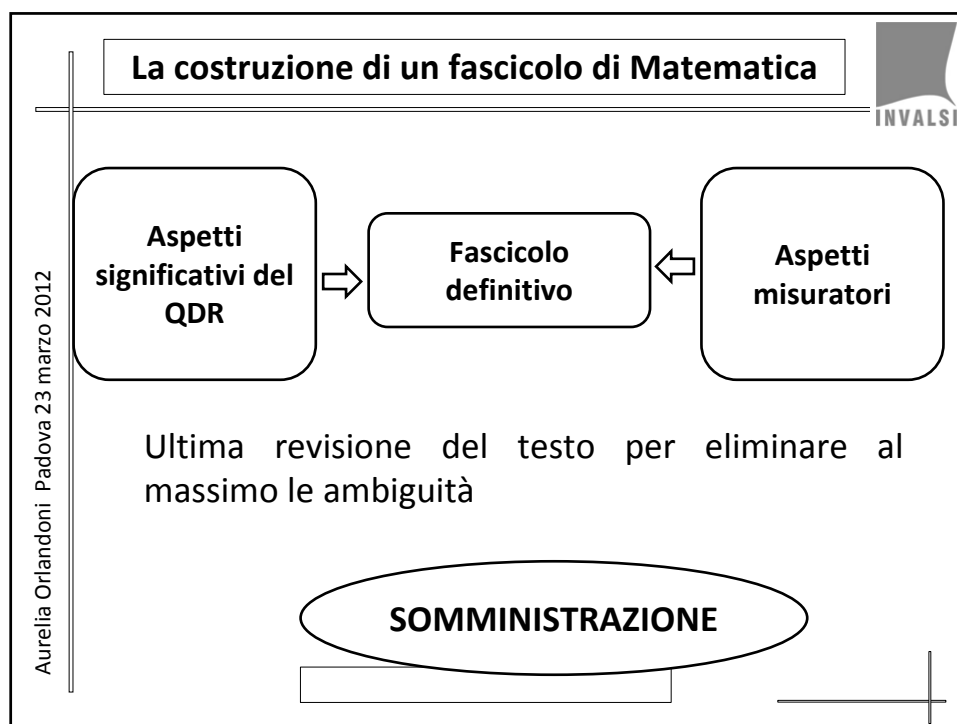 La costruzione di un fascicolo di Matematica
INVALSI
Aspetti
significativi del
QDR
Fascicolo
definitivo
Aspetti
misuratori
Aurelia Orlandoni Padova 23 marzo 2012
Ultima revisione del testo per eliminare al
massimo le ambiguità
SOMMINISTRAZIONE